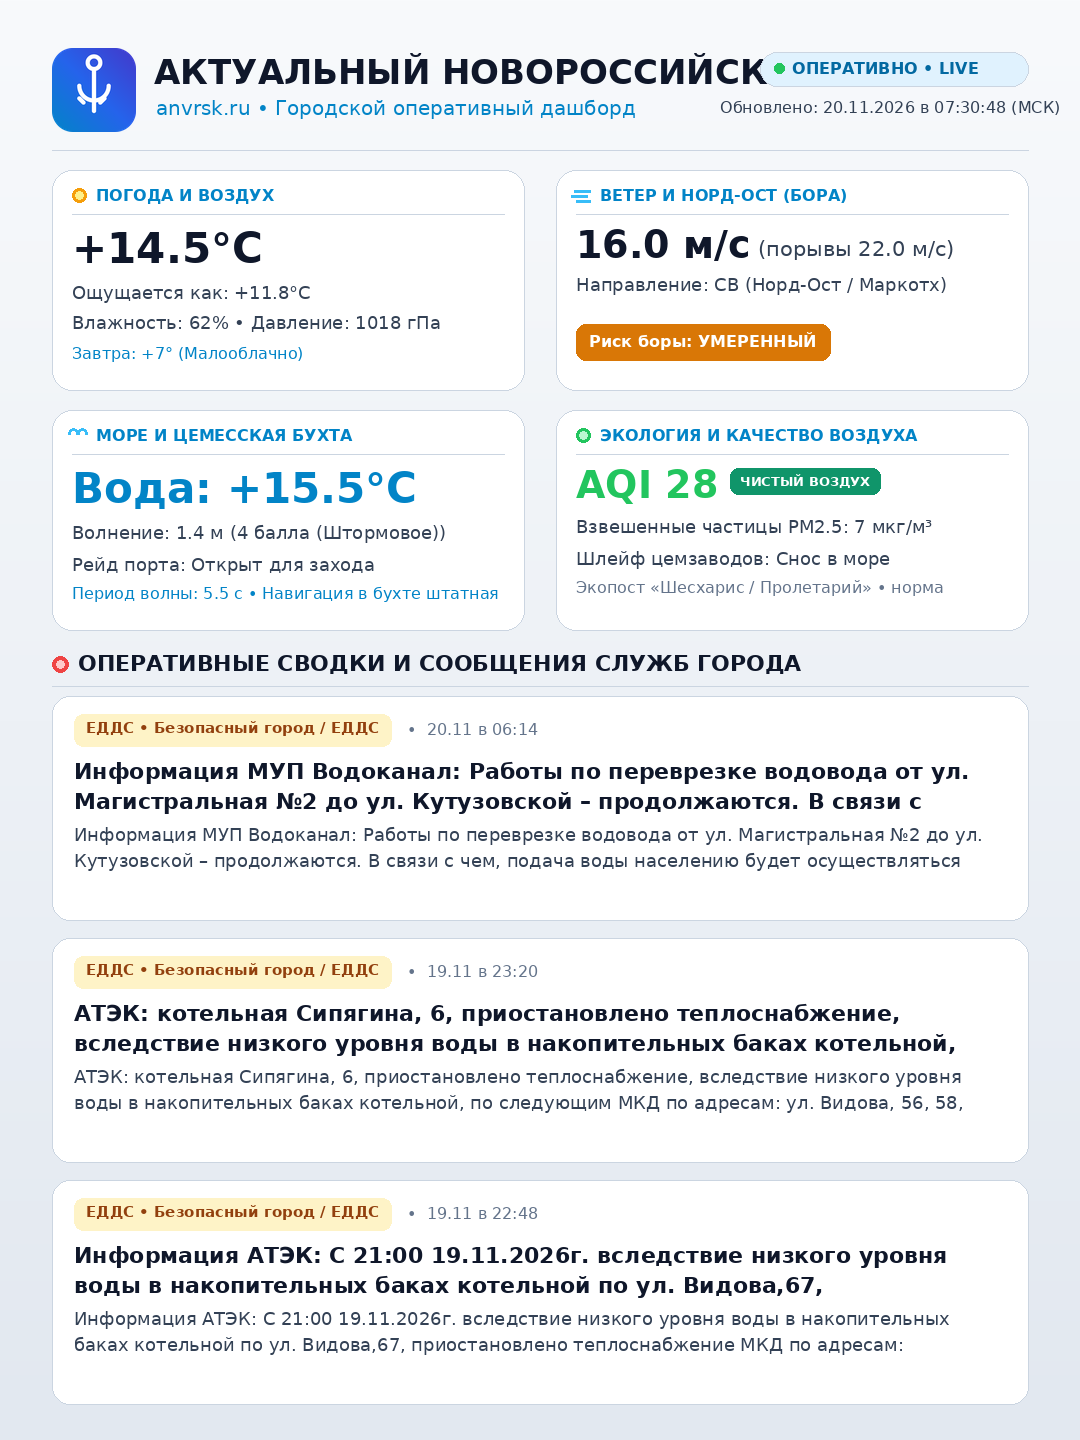 АКТУАЛЬНЫЙ НОВОРОССИЙСК
ОПЕРАТИВНО • LIVE
anvrsk.ru • Городской оперативный дашборд
Обновлено: 20.11.2026 в 07:30:48 (МСК)
ПОГОДА И ВОЗДУХ
+14.5°C
Ощущается как: +11.8°C
Влажность: 62% • Давление: 1018 гПа
Завтра: +7° (Малооблачно)
ВЕТЕР И НОРД-ОСТ (БОРА)
16.0 м/с (порывы 22.0 м/с)
Направление: СВ (Норд-Ост / Маркотх)
Риск боры: УМЕРЕННЫЙ
МОРЕ И ЦЕМЕССКАЯ БУХТА
Вода: +15.5°C
Волнение: 1.4 м (4 балла (Штормовое))
Рейд порта: Открыт для захода
Период волны: 5.5 с • Навигация в бухте штатная
ЭКОЛОГИЯ И КАЧЕСТВО ВОЗДУХА
AQI 28 ЧИСТЫЙ ВОЗДУХ
Взвешенные частицы PM2.5: 7 мкг/м³
Шлейф цемзаводов: Снос в море
Экопост «Шесхарис / Пролетарий» • норма
ОПЕРАТИВНЫЕ СВОДКИ И СООБЩЕНИЯ СЛУЖБ ГОРОДА
ЕДДС • Безопасный город / ЕДДС • 20.11 в 06:14
Информация МУП Водоканал: Работы по переврезке водовода от ул.
Магистральная №2 до ул. Кутузовской – продолжаются. В связи с
Информация МУП Водоканал: Работы по переврезке водовода от ул. Магистральная №2 до ул.
Кутузовской – продолжаются. В связи с чем, подача воды населению будет осуществляться
ЕДДС • Безопасный город / ЕДДС • 19.11 в 23:20
АТЭК: котельная Сипягина, 6, приостановлено теплоснабжение,
вследствие низкого уровня воды в накопительных баках котельной,
АТЭК: котельная Сипягина, 6, приостановлено теплоснабжение, вследствие низкого уровня
воды в накопительных баках котельной, по следующим МКД по адресам: ул. Видова, 56, 58,
ЕДДС • Безопасный город / ЕДДС • 19.11 в 22:48
Информация АТЭК: С 21:00 19.11.2026г. вследствие низкого уровня
воды в накопительных баках котельной по ул. Видова,67,
Информация АТЭК: С 21:00 19.11.2026г. вследствие низкого уровня воды в накопительных
баках котельной по ул. Видова,67, приостановлено теплоснабжение МКД по адресам: